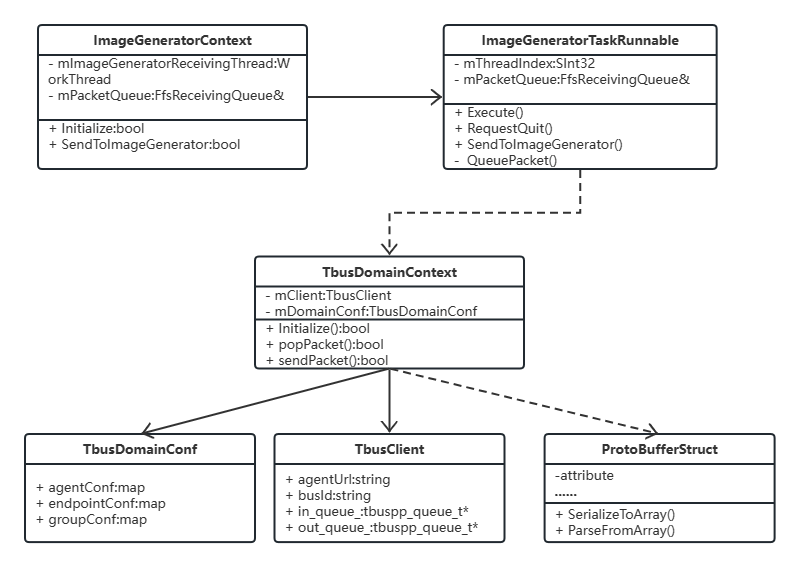 ImageGeneratorContext
- mImageGeneratorReceivingThread:W
orkThread
- mPacketQueue:FfsReceivingQueue&
+ Initialize:bool
+ SendToImageGenerator:bool
ImageGeneratorTaskRunnable
- mThreadIndex:SInt32
- mPacketQueue:FfsReceivingQueue&
+ Execute()
+ RequestQuit()
+ SendToImageGenerator()
- QueuePacket()
TbusDomainContext
- mClient:TbusClient
- mDomainConf:TbusDomainConf
+ Initialize():bool
+ popPacket():bool
+ sendPacket():bool
TbusDomainConf
+ agentConf:map
+ endpointConf:map
+ groupConf:map
TbusClient
+ agentUrl:string
+ busId:string
+ in_queue_:tbuspp_queue_t*
+ out_queue_:tbuspp_queue_t*
ProtoBufferStruct
-attribute
......
+ SerializeToArray()
+ ParseFromArray()